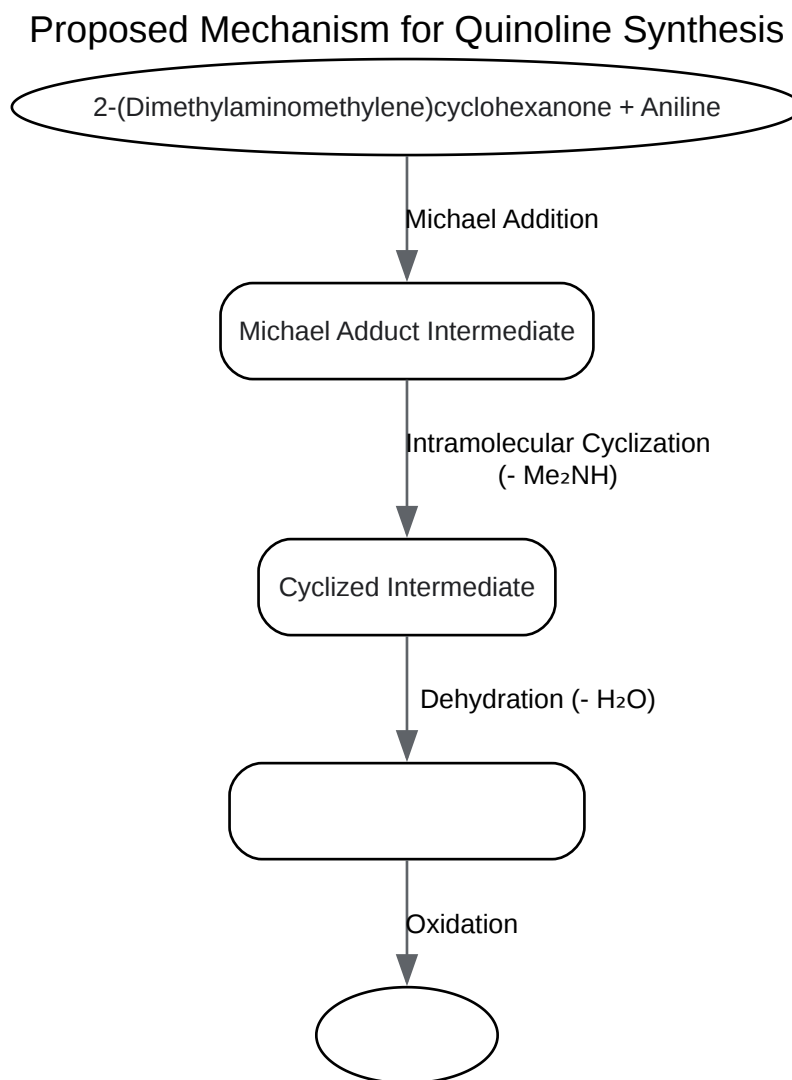 Proposed Mechanism for Quinoline Synthesis
2-(Dimethylaminomethylene)cyclohexanone + Aniline
Michael Addition
Michael Adduct Intermediate
Intramolecular Cyclization
(- Me₂NH)
Cyclized Intermediate
Dehydration (- H₂O)
Oxidation